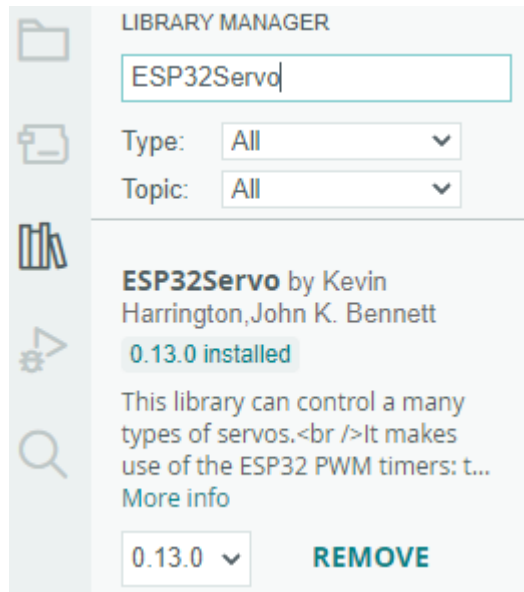 LIBRARY MANAGER
ESP32Servo
Type: All
Topic: All
ESP32Servo by Kevin
Harrington,John K. Bennett
0.13.0 installed
This library can control a many
types of servos.<br />It makes
use of the ESP32 PWM timers: t...
More info
0.13.0 REMOVE